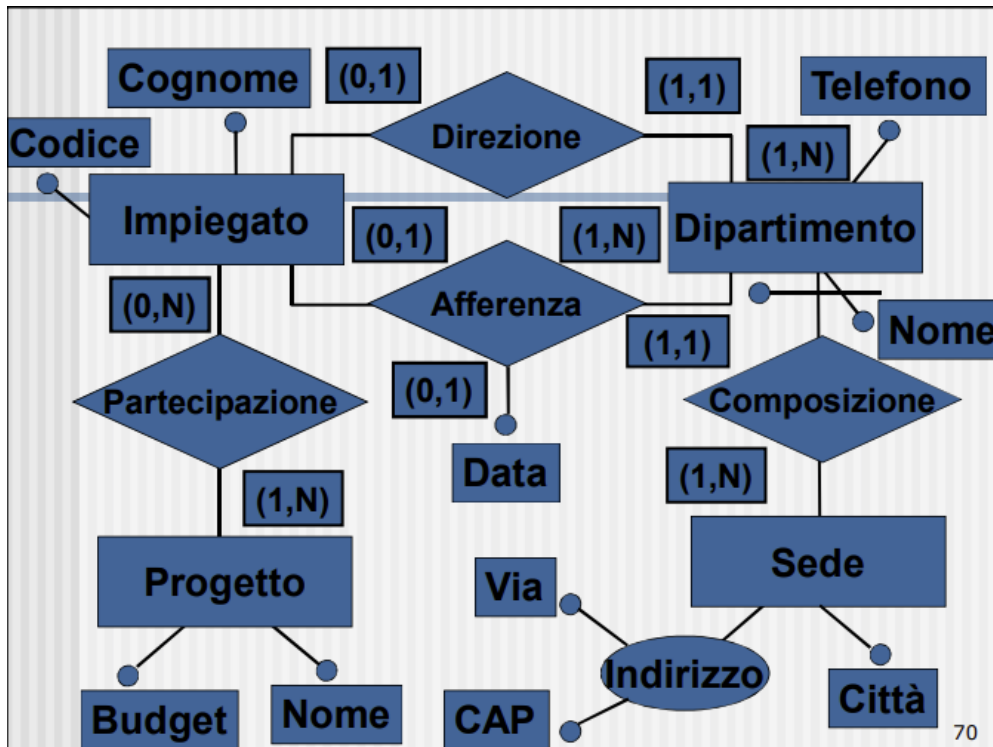 (0,1)
Cognome
(1,1)
Telefono
Direzione
Codice
(1,N)
Impiegato
(0,1)
(1,N)
Dipartimento
(0,N)
Afferenza
(1,1)
Nome
(0,1)
Partecipazione
Composizione
Data
(1,N)
(1,N)
Progetto
Sede
Via
Indirizzo
Budget
Nome
CAP
Città
70